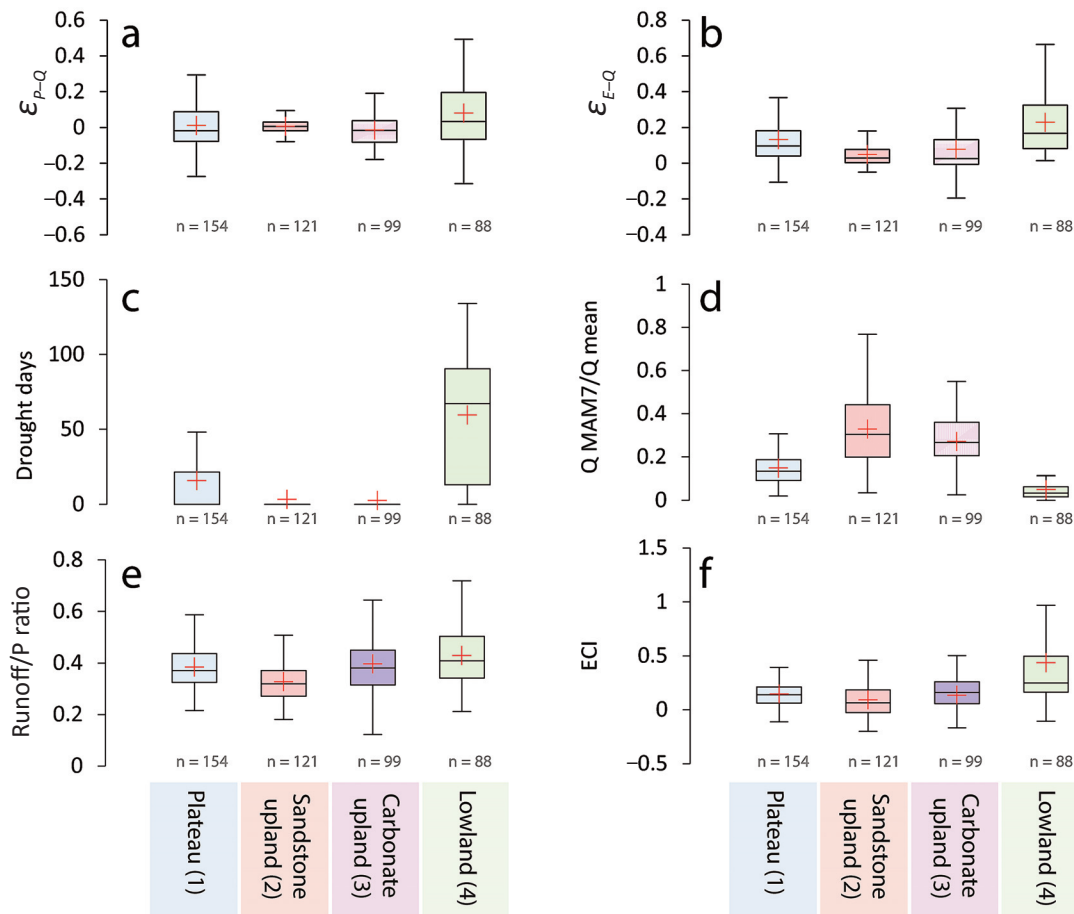 a
ε P–Q
0.6
0.4
0.2
0
−0.2
−0.4
−0.6
n = 154
n = 121
n = 99
n = 88
b
ε E–Q
0.8
0.6
0.4
0.2
0
−0.2
−0.4
n = 154
n = 121
n = 99
n = 88
c
Drought days
150
100
50
0
n = 154
n = 121
n = 99
n = 88
d
Q MAM7/Q mean
1
0.8
0.6
0.4
0.2
0
n = 154
n = 121
n = 99
n = 88
e
Runoff/P ratio
0.8
0.6
0.4
0.2
0
n = 154
n = 121
n = 99
n = 88
f
ECI
1.5
1
0.5
0
−0.5
n = 154
n = 121
n = 99
n = 88
Plateau (1)
Sandstone
upland (2)
Carbonate
upland (3)
Lowland (4)
Plateau (1)
Sandstone
upland (2)
Carbonate
upland (3)
Lowland (4)